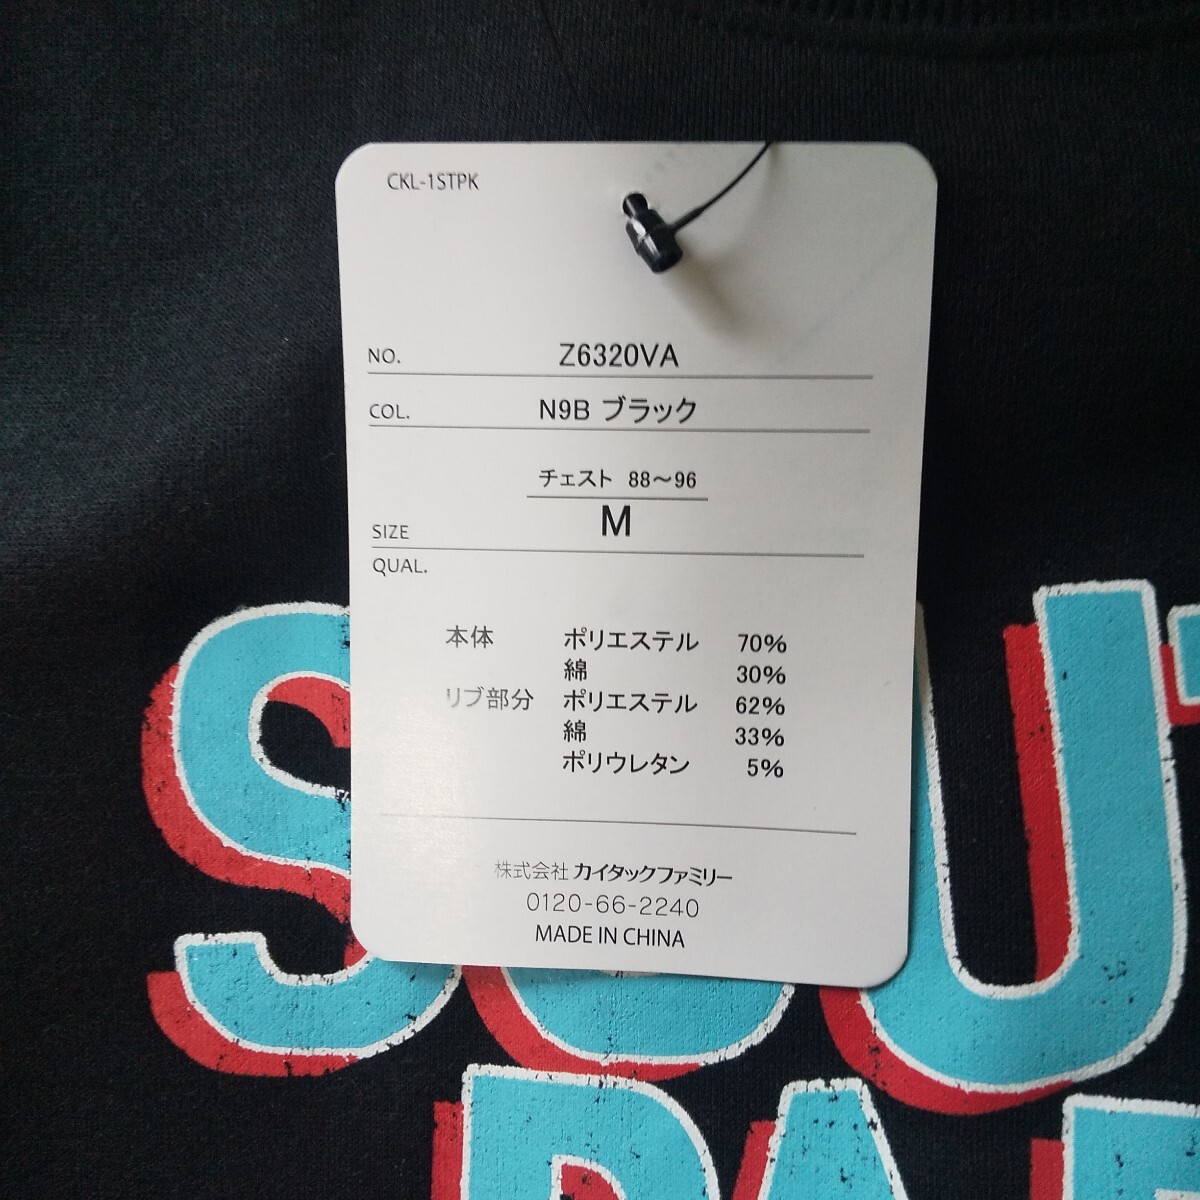 CKL-1STPK
NO. Z6320VA
COL. N9B ブラック
チェスト 88～96
SIZE M
QUAL.
本体 ポリエステル 70%
綿 30%
リブ部分 ポリエステル 62%
綿 33%
ポリウレタン 5%
株式会社 カイタックファミリー
0120-66-2240
MADE IN CHINA
SOUT
PA